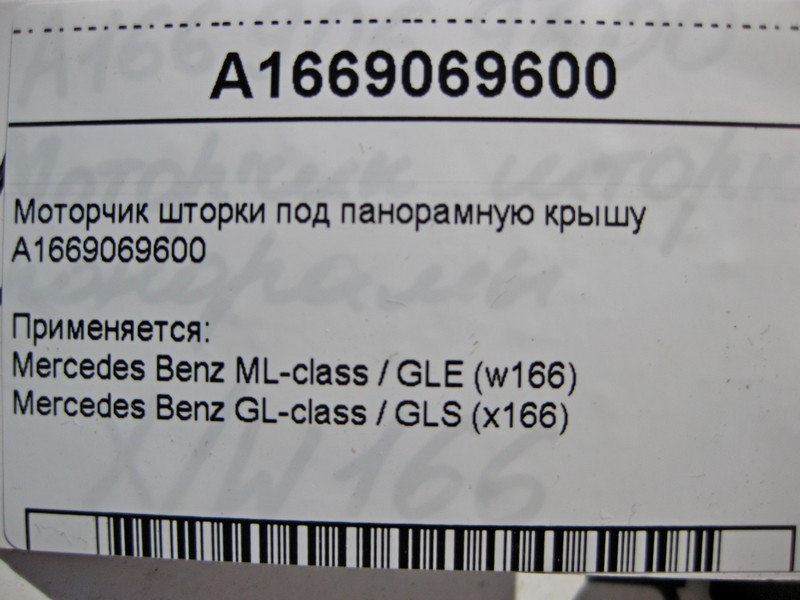 A1669069600
Моторчик шторки под панорамную крышу
A1669069600
Применяется:
Mercedes Benz ML-class / GLE (w166)
Mercedes Benz GL-class / GLS (x166)
X/W166